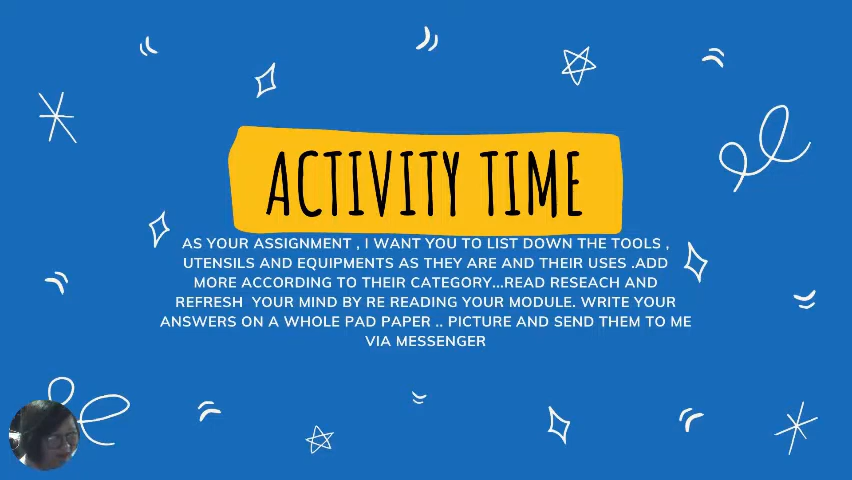 ACTIVITY TIME
AS YOUR ASSIGNMENT , I WANT YOU TO LIST DOWN THE TOOLS ,
UTENSILS AND EQUIPMENTS AS THEY ARE AND THEIR USES .ADD
MORE ACCORDING TO THEIR CATEGORY...READ RESEACH AND
REFRESH YOUR MIND BY RE READING YOUR MODULE. WRITE YOUR
ANSWERS ON A WHOLE PAD PAPER .. PICTURE AND SEND THEM TO ME
VIA MESSENGER